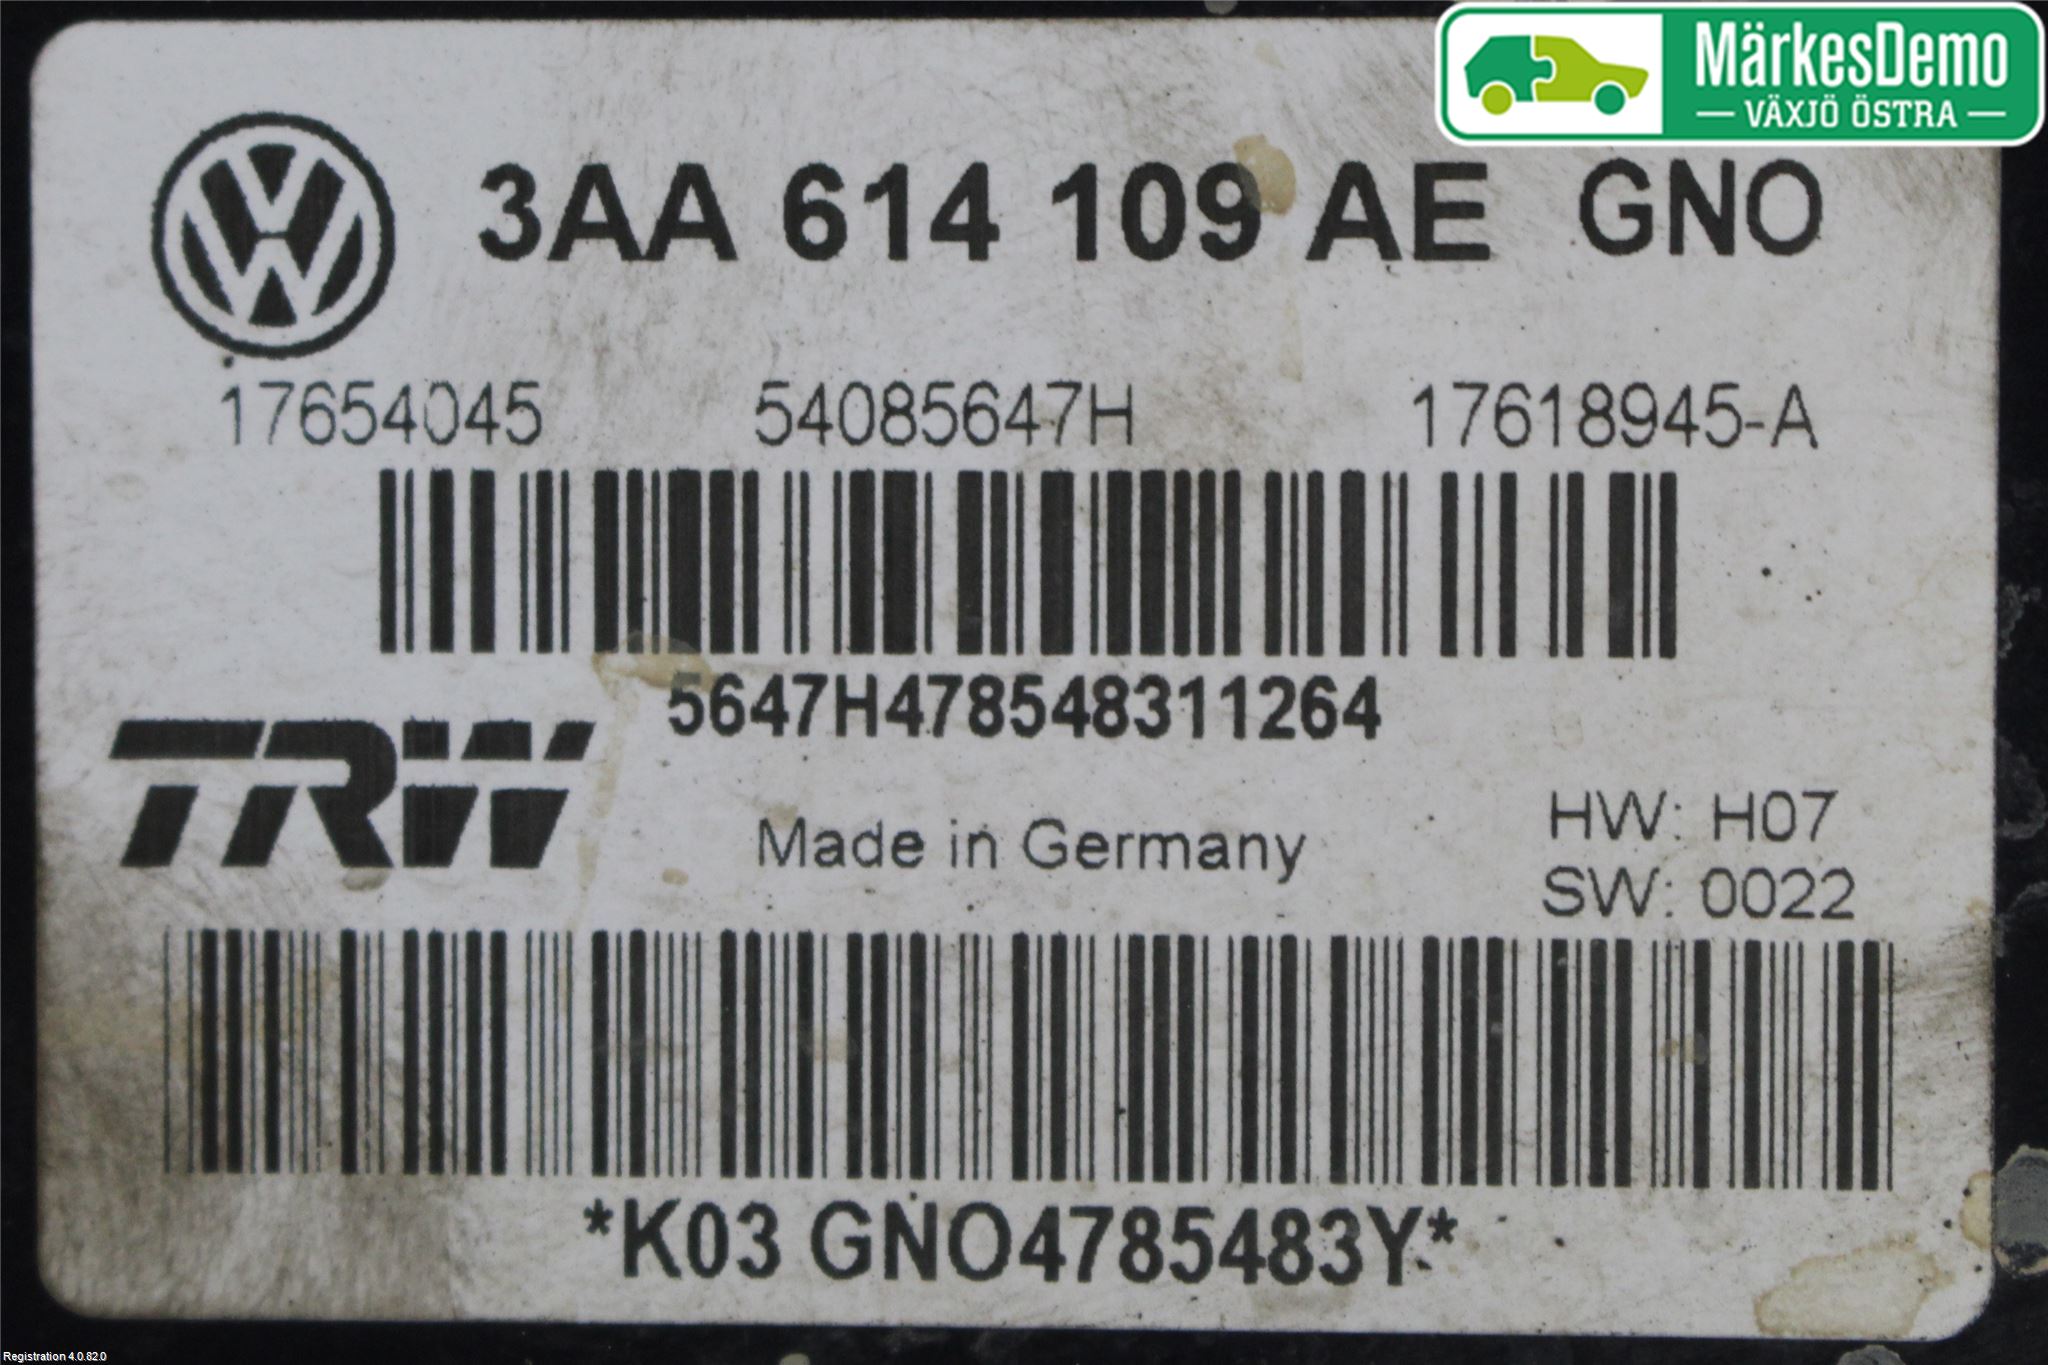 MärkesDemo
VÄXJÖ ÖSTRA
3AA 614 109 AE GNO
17654045 54085647H 17618945-A
5647H478548311264
TRW
Made in Germany
HW: H07
SW: 0022
*K03 GNO4785483Y*
Registration 4.0.82.0